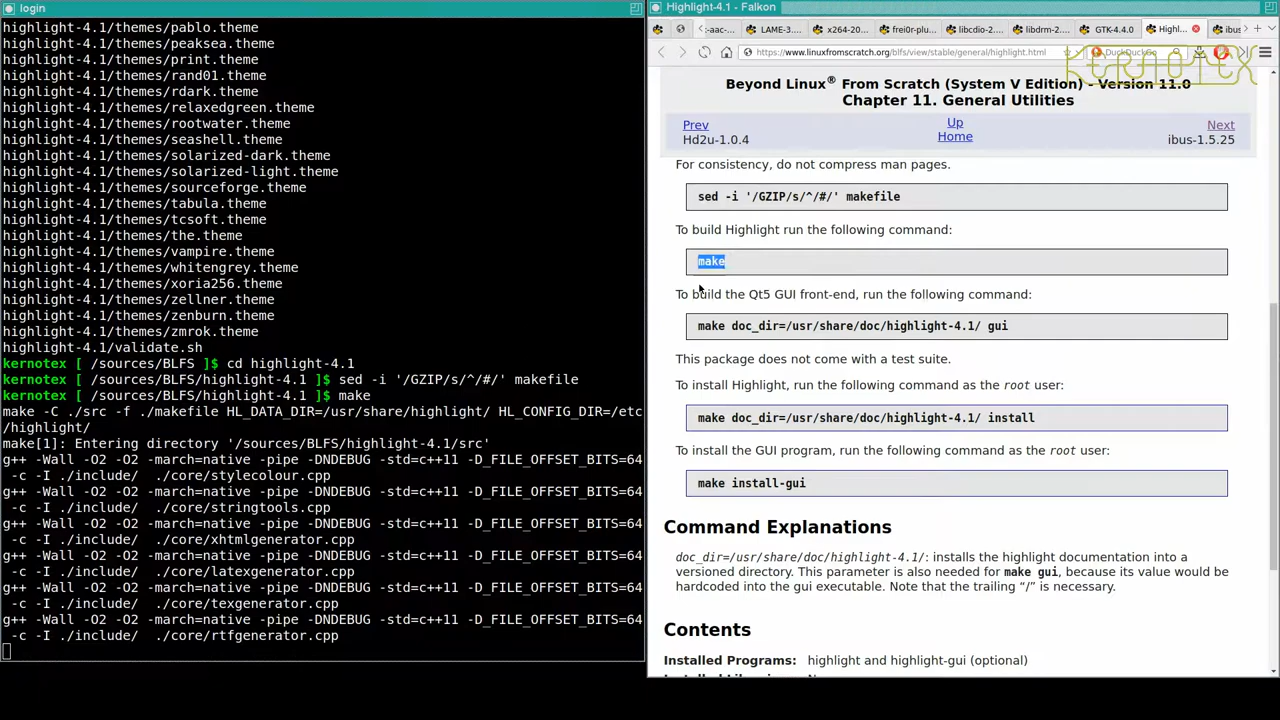 login
highlight-4.1/themes/pablo.theme
highlight-4.1/themes/peaksea.theme
highlight-4.1/themes/print.theme
highlight-4.1/themes/rand01.theme
highlight-4.1/themes/rdark.theme
highlight-4.1/themes/relaxedgreen.theme
highlight-4.1/themes/rootwater.theme
highlight-4.1/themes/seashell.theme
highlight-4.1/themes/solarized-dark.theme
highlight-4.1/themes/solarized-light.theme
highlight-4.1/themes/sourceforge.theme
highlight-4.1/themes/tabula.theme
highlight-4.1/themes/tcsoft.theme
highlight-4.1/themes/the.theme
highlight-4.1/themes/vampire.theme
highlight-4.1/themes/whitengrey.theme
highlight-4.1/themes/xoria256.theme
highlight-4.1/themes/zellner.theme
highlight-4.1/themes/zenburn.theme
highlight-4.1/themes/zmrok.theme
highlight-4.1/validate.sh
kernotex [ /sources/BLFS ]$ cd highlight-4.1
kernotex [ /sources/BLFS/highlight-4.1 ]$ sed -i '/GZIP/s/^/#/' makefile
kernotex [ /sources/BLFS/highlight-4.1 ]$ make
make -C ./src -f ./makefile HL_DATA_DIR=/usr/share/highlight/ HL_CONFIG_DIR=/etc
/highlight/
make[1]: Entering directory '/sources/BLFS/highlight-4.1/src'
g++ -Wall -O2 -O2 -march=native -pipe -DNDEBUG -std=c++11 -D_FILE_OFFSET_BITS=64
-c -I ./include/ ./core/stylecolour.cpp
g++ -Wall -O2 -O2 -march=native -pipe -DNDEBUG -std=c++11 -D_FILE_OFFSET_BITS=64
-c -I ./include/ ./core/stringtools.cpp
g++ -Wall -O2 -O2 -march=native -pipe -DNDEBUG -std=c++11 -D_FILE_OFFSET_BITS=64
-c -I ./include/ ./core/xhtmlgenerator.cpp
g++ -Wall -O2 -O2 -march=native -pipe -DNDEBUG -std=c++11 -D_FILE_OFFSET_BITS=64
-c -I ./include/ ./core/latexgenerator.cpp
g++ -Wall -O2 -O2 -march=native -pipe -DNDEBUG -std=c++11 -D_FILE_OFFSET_BITS=64
-c -I ./include/ ./core/texgenerator.cpp
g++ -Wall -O2 -O2 -march=native -pipe -DNDEBUG -std=c++11 -D_FILE_OFFSET_BITS=64
-c -I ./include/ ./core/rtfgenerator.cpp
Highlight-4.1 - Falkon
-aac-... LAME-3.... x264-20... frei0r-plu... libcdio-2.... libdrm-2.... GTK-4.4.0 Highl... ibus
https://www.linuxfromscratch.org/blfs/view/stable/general/highlight.html DuckDuckGo
KERNOTEX
Beyond Linux® From Scratch (System V Edition) - Version 11.0
Chapter 11. General Utilities
Prev Up Next
Hd2u-1.0.4 Home ibus-1.5.25
For consistency, do not compress man pages.
sed -i '/GZIP/s/^/#/' makefile
To build Highlight run the following command:
make
To build the Qt5 GUI front-end, run the following command:
make doc_dir=/usr/share/doc/highlight-4.1/ gui
This package does not come with a test suite.
To install Highlight, run the following command as the root user:
make doc_dir=/usr/share/doc/highlight-4.1/ install
To install the GUI program, run the following command as the root user:
make install-gui
Command Explanations
doc_dir=/usr/share/doc/highlight-4.1/: installs the highlight documentation into a
versioned directory. This parameter is also needed for make gui, because its value would be
hardcoded into the gui executable. Note that the trailing “/” is necessary.
Contents
Installed Programs: highlight and highlight-gui (optional)